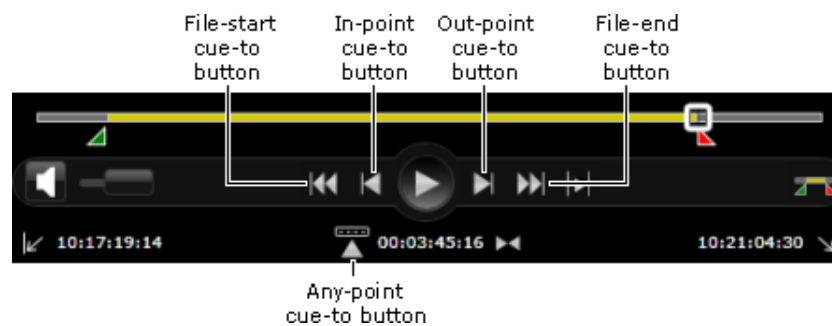 File-start
cue-to
button
In-point
cue-to
button
Out-point
cue-to
button
File-end
cue-to
button
10:17:19:14
00:03:45:16
10:21:04:30
Any-point
cue-to button